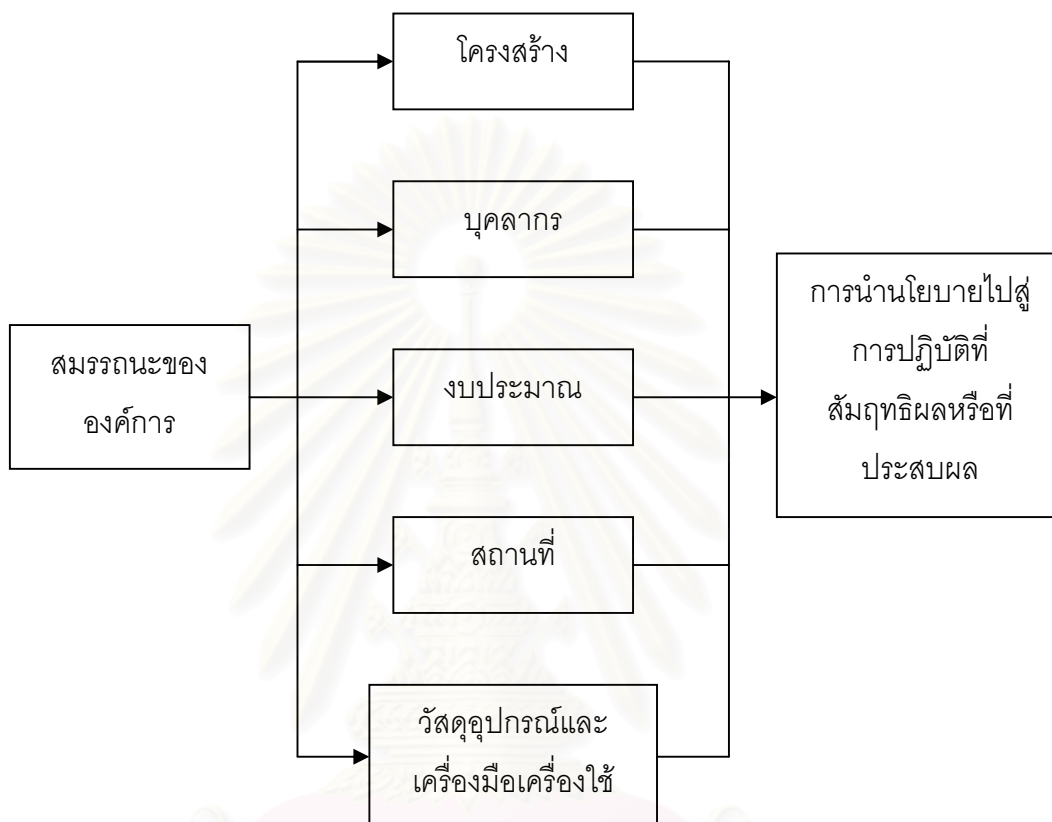 โครงสร้าง
บุคลากร
สมรรถนะของ
องค์การ
งบประมาณ
การนำนโยบายไปสู่
การปฏิบัติที่
สัมฤทธิผลหรือที่
ประสบผล
สถานที่
วัสดุอุปกรณ์และ
เครื่องมือเครื่องใช้